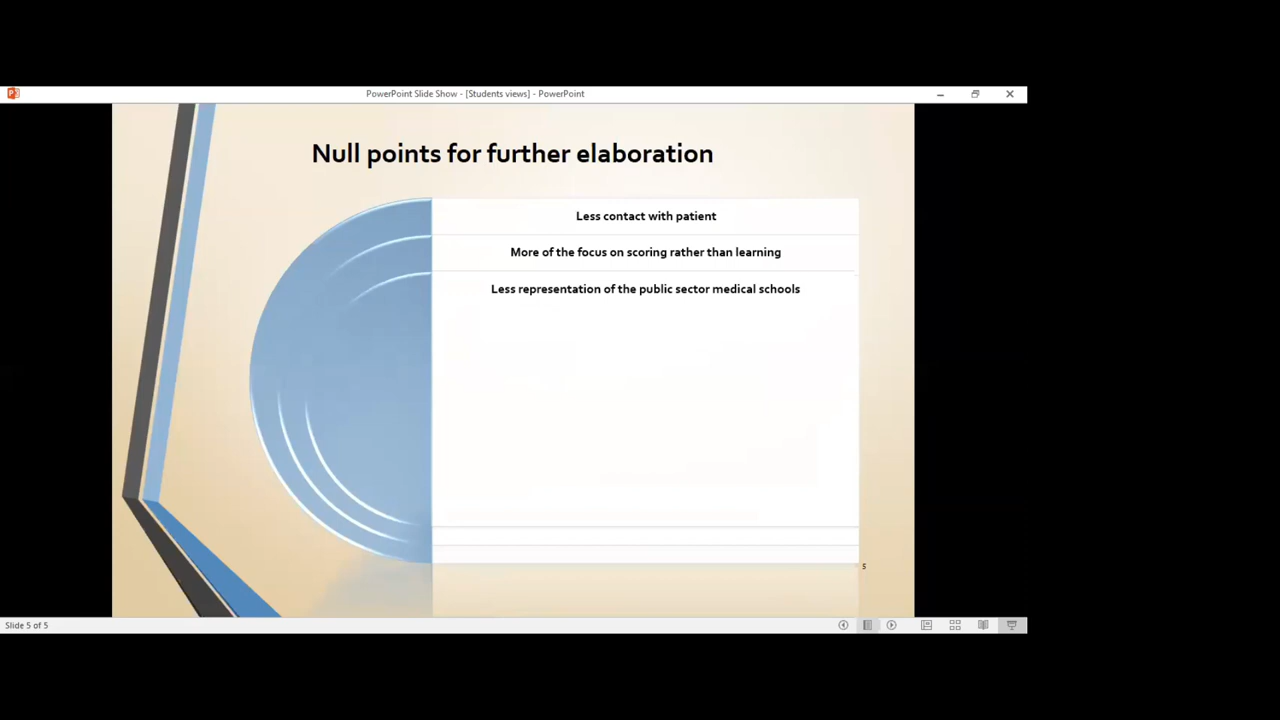 PowerPoint Slide Show - [Students views] - PowerPoint
Null points for further elaboration
Less contact with patient
More of the focus on scoring rather than learning
Less representation of the public sector medical schools
5
Slide 5 of 5